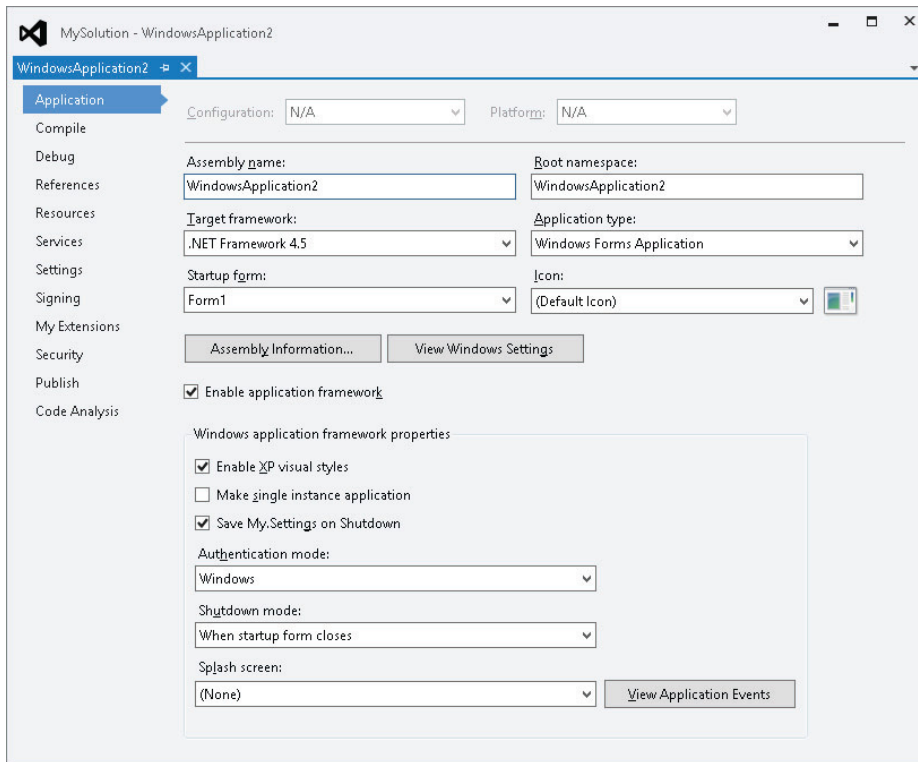 MySolution - WindowsApplication2
WindowsApplication2
Application
Compile
Debug
References
Resources
Services
Settings
Signing
My Extensions
Security
Publish
Code Analysis
Configuration: N/A Platform: N/A
Assembly name: Root namespace:
WindowsApplication2 WindowsApplication2
Target framework: Application type:
.NET Framework 4.5 Windows Forms Application
Startup form: Icon:
Form1 (Default Icon)
Assembly Information... View Windows Settings
Enable application framework
Windows application framework properties
Enable XP visual styles
Make single instance application
Save My.Settings on Shutdown
Authentication mode:
Windows
Shutdown mode:
When startup form closes
Splash screen:
(None) View Application Events